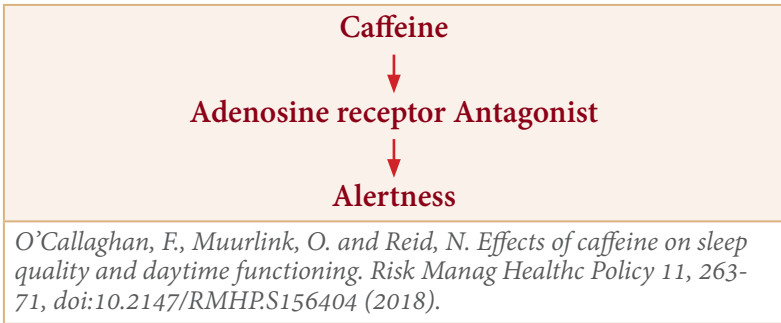 Caffeine
Adenosine receptor Antagonist
Alertness
O’Callaghan, F., Muurlink, O. and Reid, N. Effects of caffeine on sleep
quality and daytime functioning. Risk Manag Healthc Policy 11, 263-
71, doi:10.2147/RMHP.S156404 (2018).